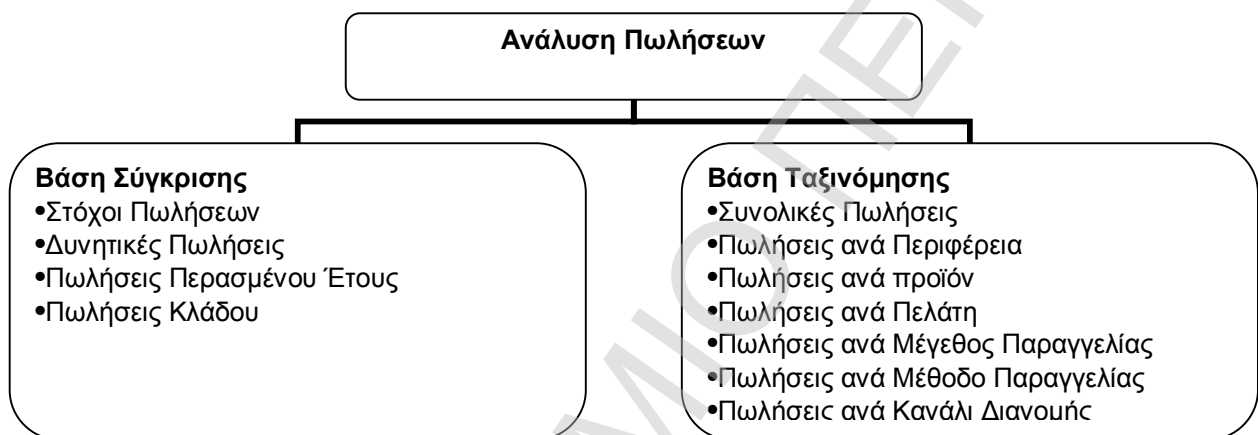 Ανάλυση Πωλήσεων
Βάση Σύγκρισης
•Στόχοι Πωλήσεων
•Δυνητικές Πωλήσεις
•Πωλήσεις Περασμένου Έτους
•Πωλήσεις Κλάδου
Βάση Ταξινόμησης
•Συνολικές Πωλήσεις
•Πωλήσεις ανά Περιφέρεια
•Πωλήσεις ανά προϊόν
•Πωλήσεις ανά Πελάτη
•Πωλήσεις ανά Μέγεθος Παραγγελίας
•Πωλήσεις ανά Μέθοδο Παραγγελίας
•Πωλήσεις ανά Κανάλι Διανομής